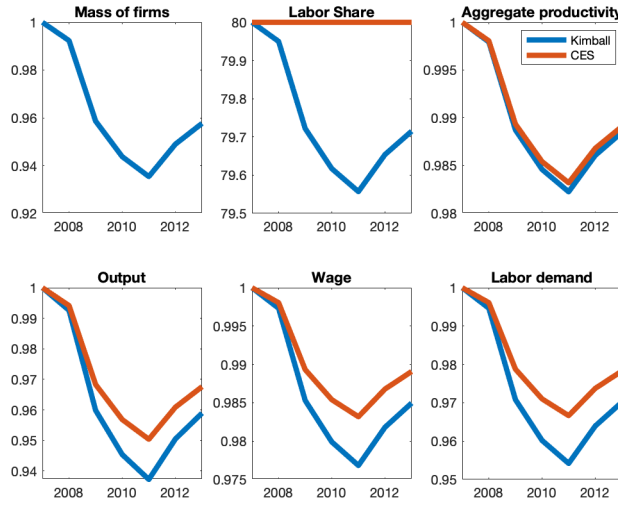 Mass of firms
1
0.98
0.96
0.94
0.92
2008 2010 2012
Labor Share
80
79.9
79.8
79.7
79.6
79.5
2008 2010 2012
Aggregate productivity
1
0.995
0.99
0.985
0.98
2008 2010 2012
Kimball
CES
Output
1
0.99
0.98
0.97
0.96
0.95
0.94
2008 2010 2012
Wage
1
0.995
0.99
0.985
0.98
0.975
2008 2010 2012
Labor demand
1
0.99
0.98
0.97
0.96
0.95
2008 2010 2012